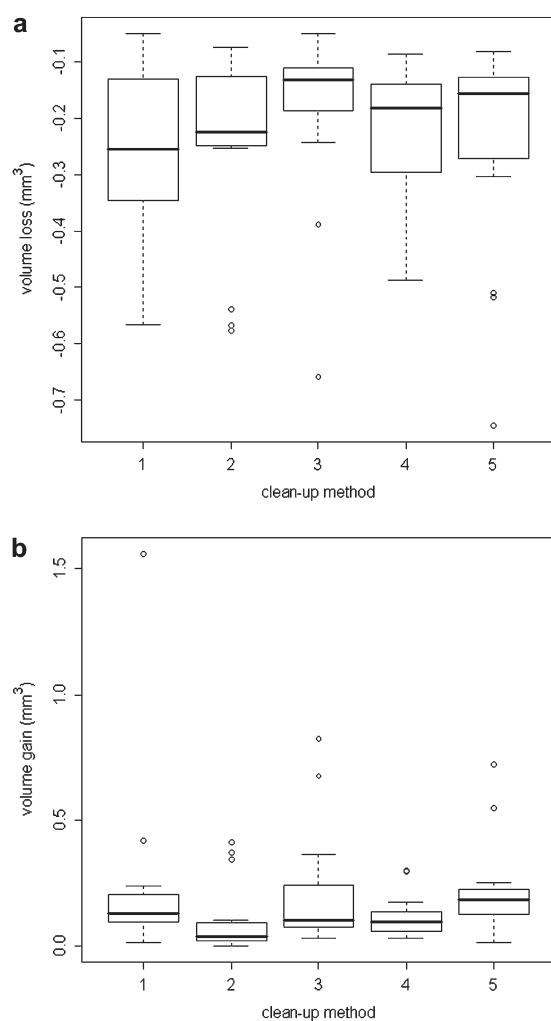 a
volume loss (mm³)
-0.1
-0.2
-0.3
-0.4
-0.5
-0.6
-0.7
1 2 3 4 5
clean-up method
b
volume gain (mm³)
1.5
1.0
0.5
0.0
1 2 3 4 5
clean-up method